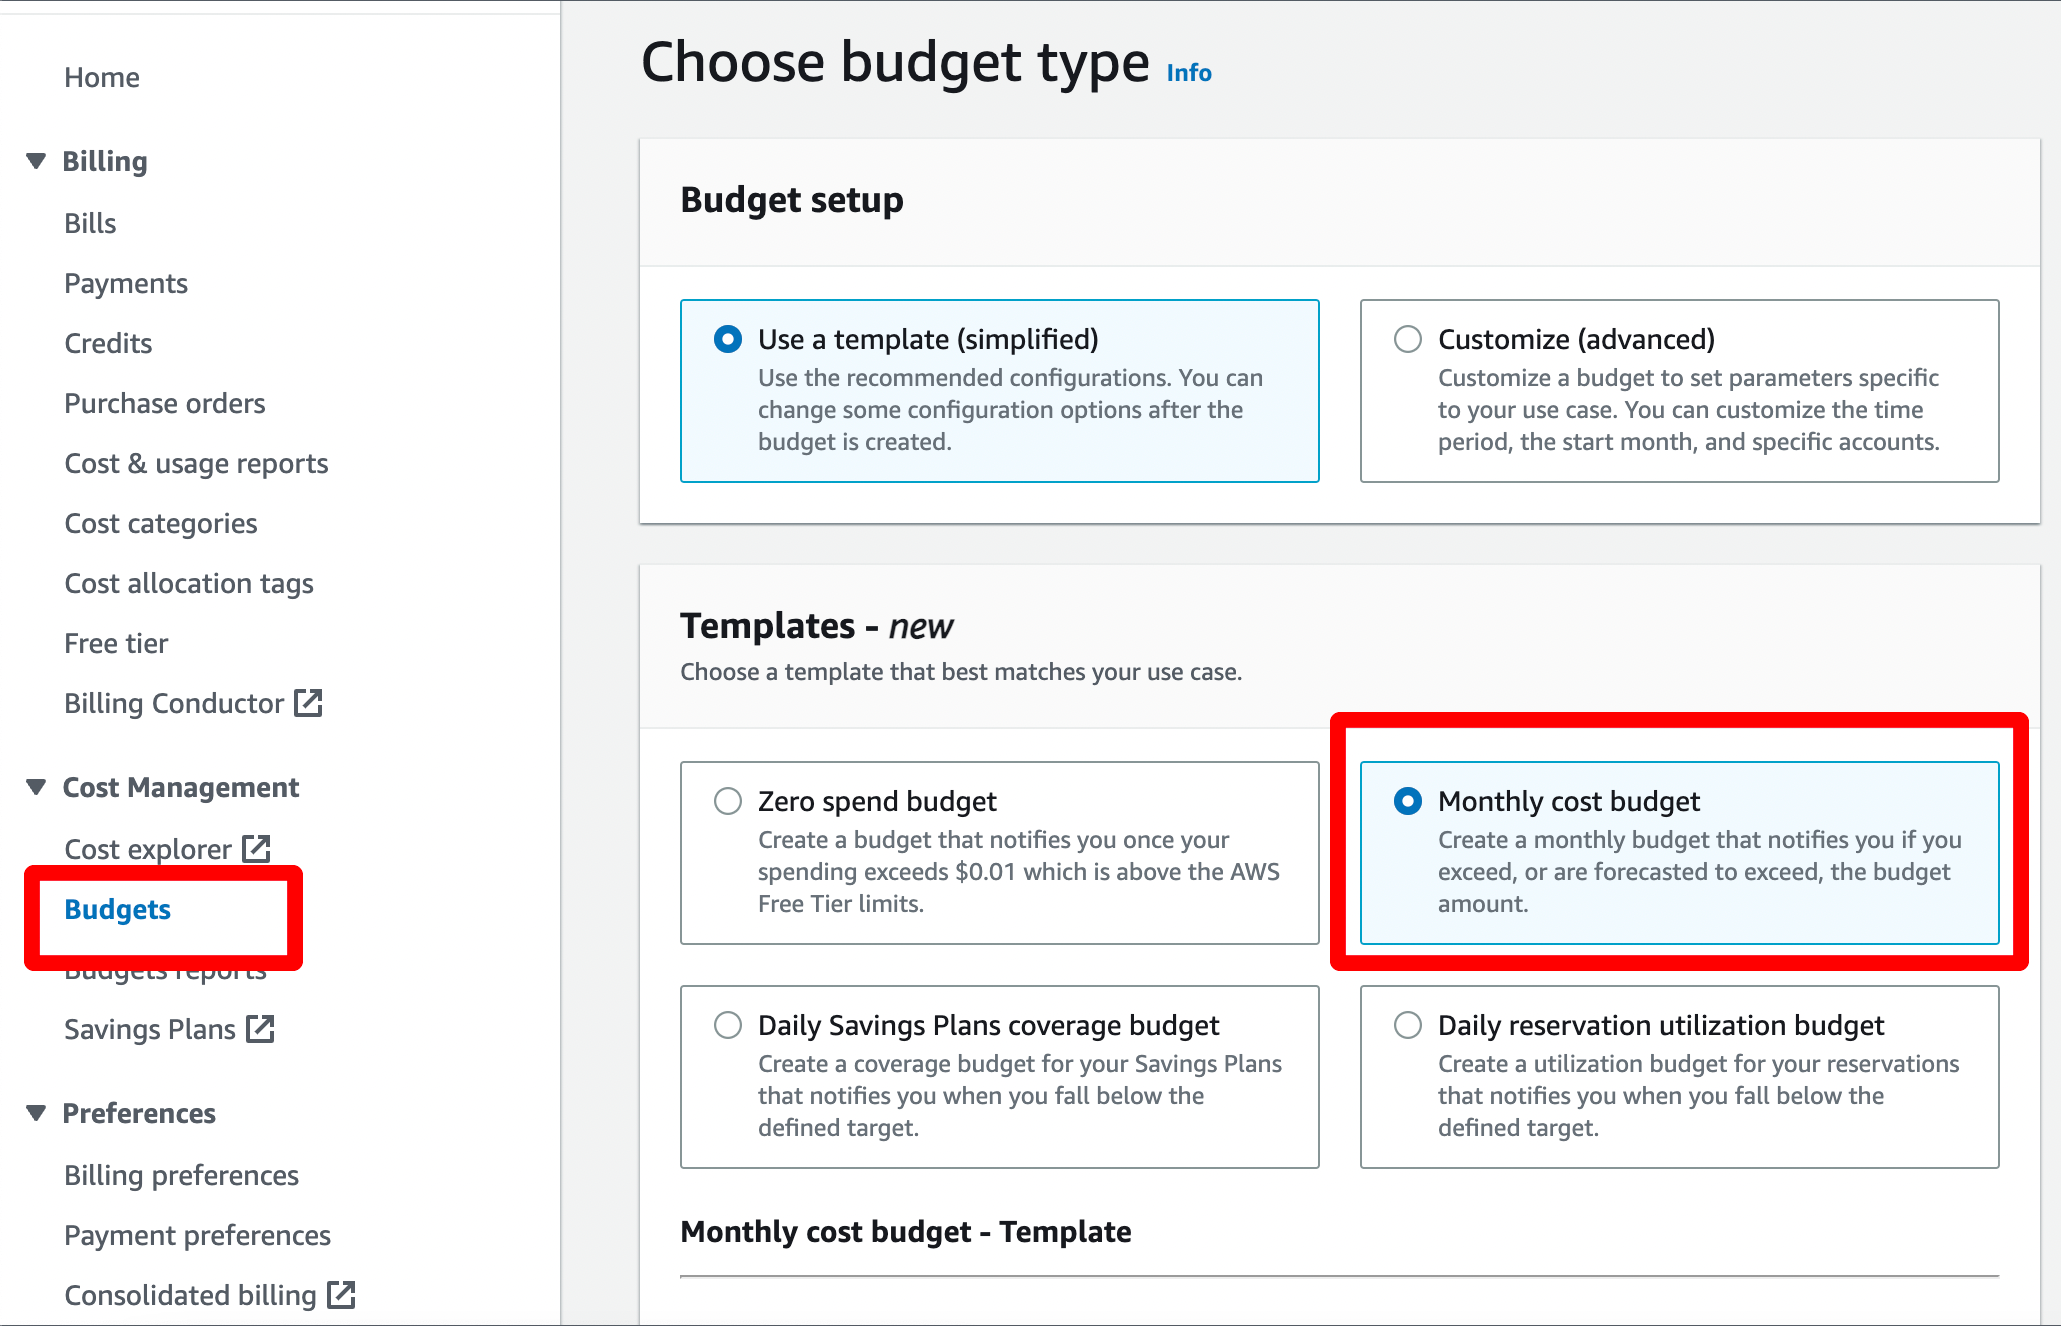 Home
Billing
Bills
Payments
Credits
Purchase orders
Cost & usage reports
Cost categories
Cost allocation tags
Free tier
Billing Conductor
Cost Management
Cost explorer
Budgets
Budgets reports
Savings Plans
Preferences
Billing preferences
Payment preferences
Consolidated billing
Choose budget type Info
Budget setup
Use a template (simplified)
Use the recommended configurations. You can
change some configuration options after the
budget is created.
Customize (advanced)
Customize a budget to set parameters specific
to your use case. You can customize the time
period, the start month, and specific accounts.
Templates - new
Choose a template that best matches your use case.
Zero spend budget
Create a budget that notifies you once your
spending exceeds $0.01 which is above the AWS
Free Tier limits.
Monthly cost budget
Create a monthly budget that notifies you if you
exceed, or are forecasted to exceed, the budget
amount.
Daily Savings Plans coverage budget
Create a coverage budget for your Savings Plans
that notifies you when you fall below the
defined target.
Daily reservation utilization budget
Create a utilization budget for your reservations
that notifies you when you fall below the
defined target.
Monthly cost budget - Template